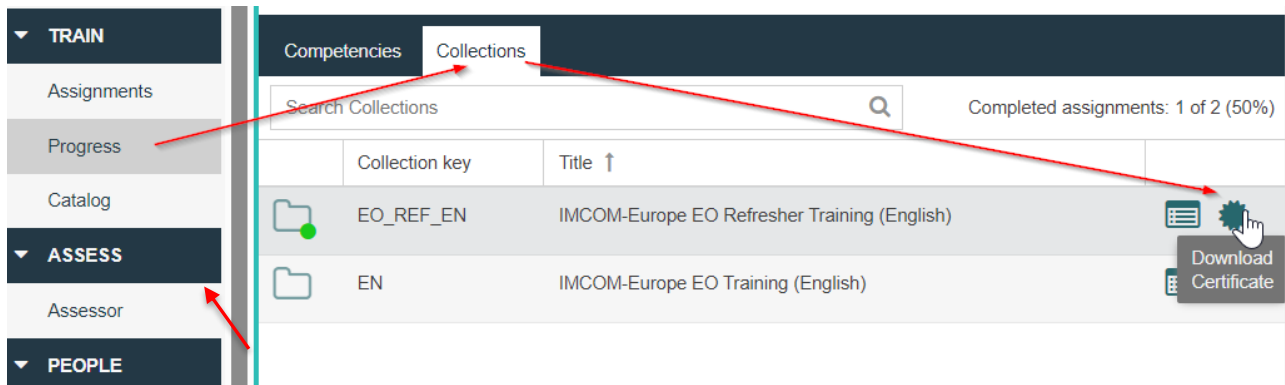 TRAIN
Assignments
Progress
Catalog
ASSESS
Assessor
PEOPLE
Competencies
Collections
Search Collections
Completed assignments: 1 of 2 (50%)
Collection key
Title ↑
EO_REF_EN
IMCOM-Europe EO Refresher Training (English)
EN
IMCOM-Europe EO Training (English)
Download
Certificate